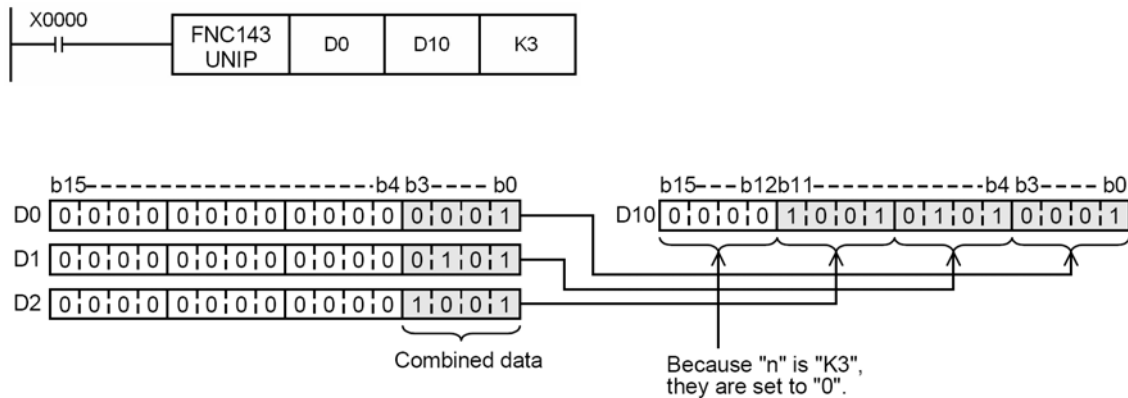 X0000
FNC143 UNIP D0 D10 K3
b15 b4 b3 b0
D0 0 0 0 0 0 0 0 0 0 0 0 0 0 0 0 1
D1 0 0 0 0 0 0 0 0 0 0 0 0 0 1 0 1
D2 0 0 0 0 0 0 0 0 0 0 0 0 1 0 0 1
Combined data
b15 b12 b11 b4 b3 b0
D10 0 0 0 0 1 0 0 1 0 1 0 1 0 0 0 1
Because "n" is "K3",
they are set to "0".